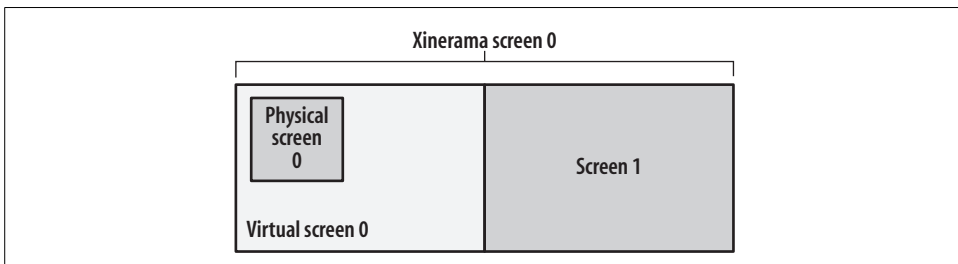 Xinerama screen 0
Physical
screen
0
Screen 1
Virtual screen 0